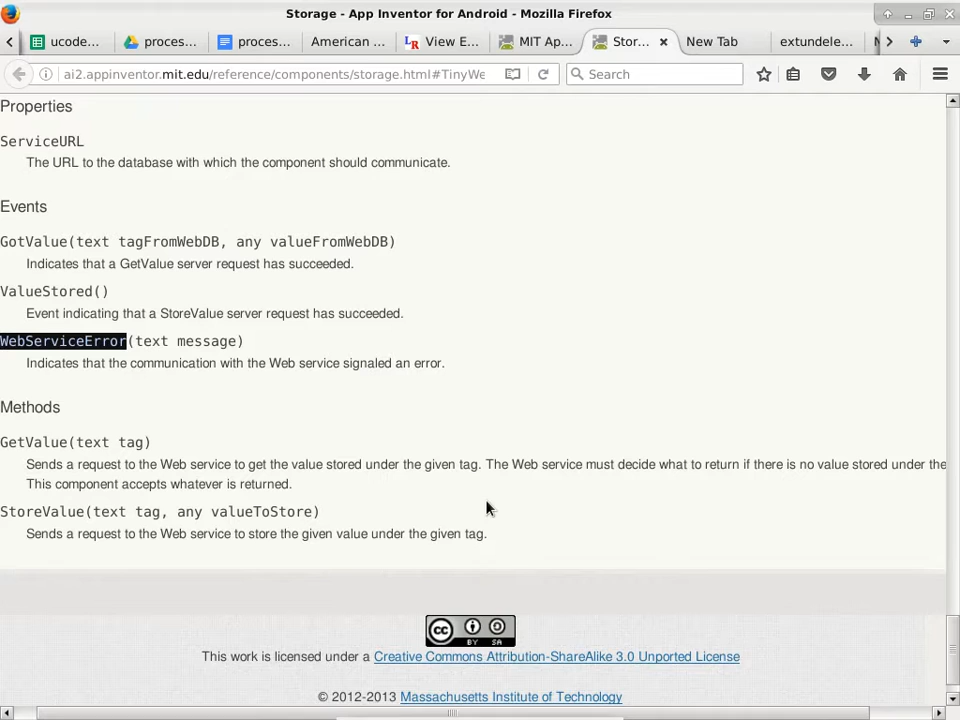 Storage - App Inventor for Android - Mozilla Firefox
ucode...
proces...
proces...
American ...
View E...
MIT Ap...
Stor...
New Tab
extundele...
ai2.appinventor.mit.edu/reference/components/storage.html#TinyWe
Search
Properties
ServiceURL
The URL to the database with which the component should communicate.
Events
GotValue(text tagFromWebDB, any valueFromWebDB)
Indicates that a GetValue server request has succeeded.
ValueStored()
Event indicating that a StoreValue server request has succeeded.
WebServiceError(text message)
Indicates that the communication with the Web service signaled an error.
Methods
GetValue(text tag)
Sends a request to the Web service to get the value stored under the given tag. The Web service must decide what to return if there is no value stored under the
This component accepts whatever is returned.
StoreValue(text tag, any valueToStore)
Sends a request to the Web service to store the given value under the given tag.
cc BY SA
This work is licensed under a Creative Commons Attribution-ShareAlike 3.0 Unported License
© 2012-2013 Massachusetts Institute of Technology